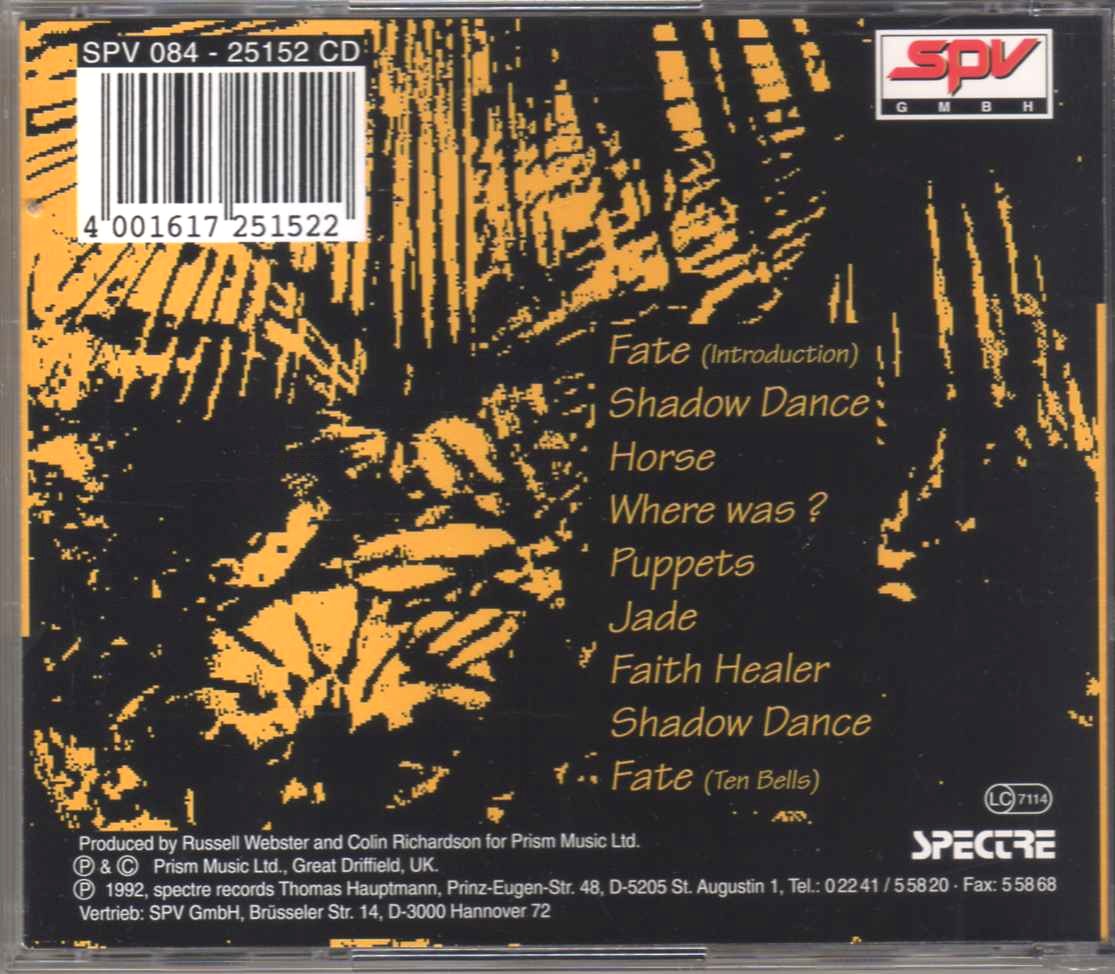 SPV 084 - 25152 CD
4 001617 251522
spv
GMBH
Fate (Introduction)
Shadow Dance
Horse
Where was ?
Puppets
Jade
Faith Healer
Shadow Dance
Fate (Ten Bells)
LC 7114
SPECTRE
Produced by Russell Webster and Colin Richardson for Prism Music Ltd.
Ⓟ & © Prism Music Ltd., Great Driffield, UK.
Ⓟ 1992, spectre records Thomas Hauptmann, Prinz-Eugen-Str. 48, D-5205 St. Augustin 1, Tel.: 0 22 41 / 5 58 20 · Fax: 5 58 68
Vertrieb: SPV GmbH, Brüsseler Str. 14, D-3000 Hannover 72